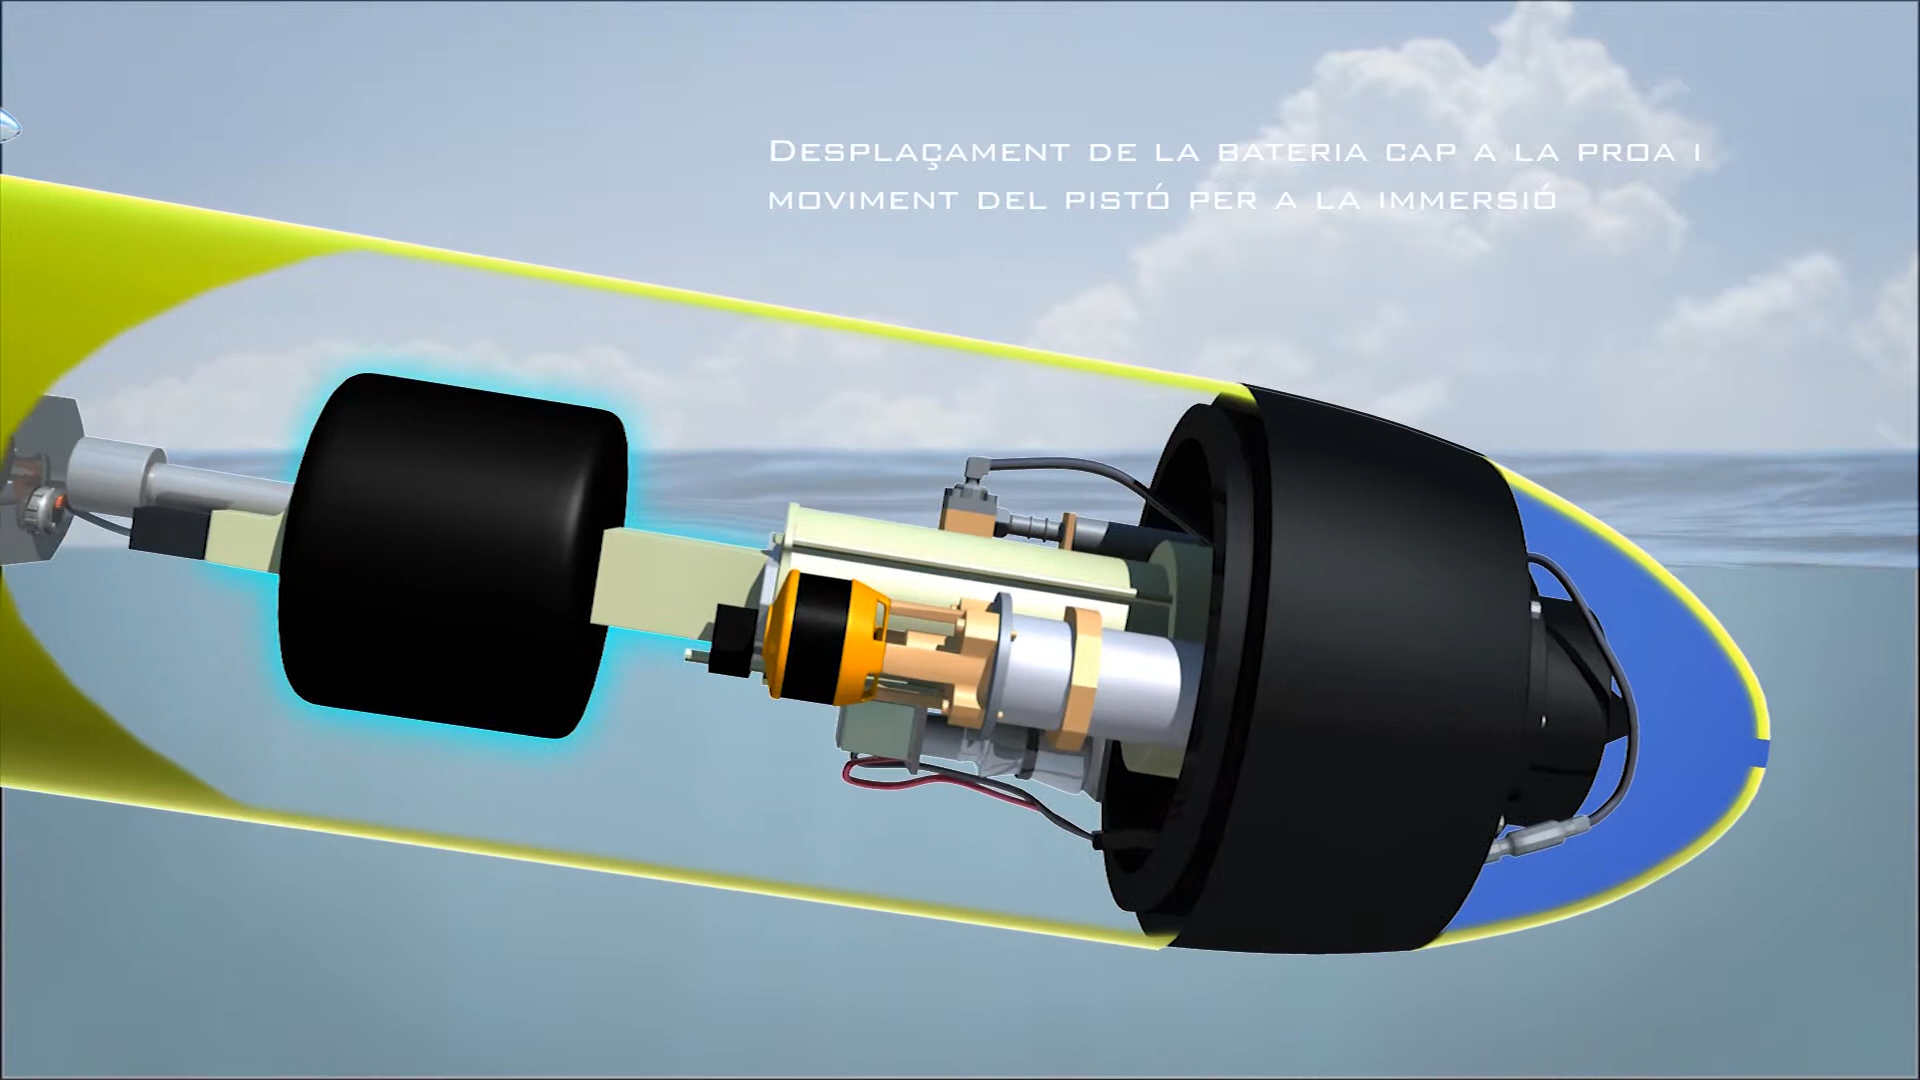 Desplaçament de la bateria cap a la proa i
moviment del pistó per a la immersió